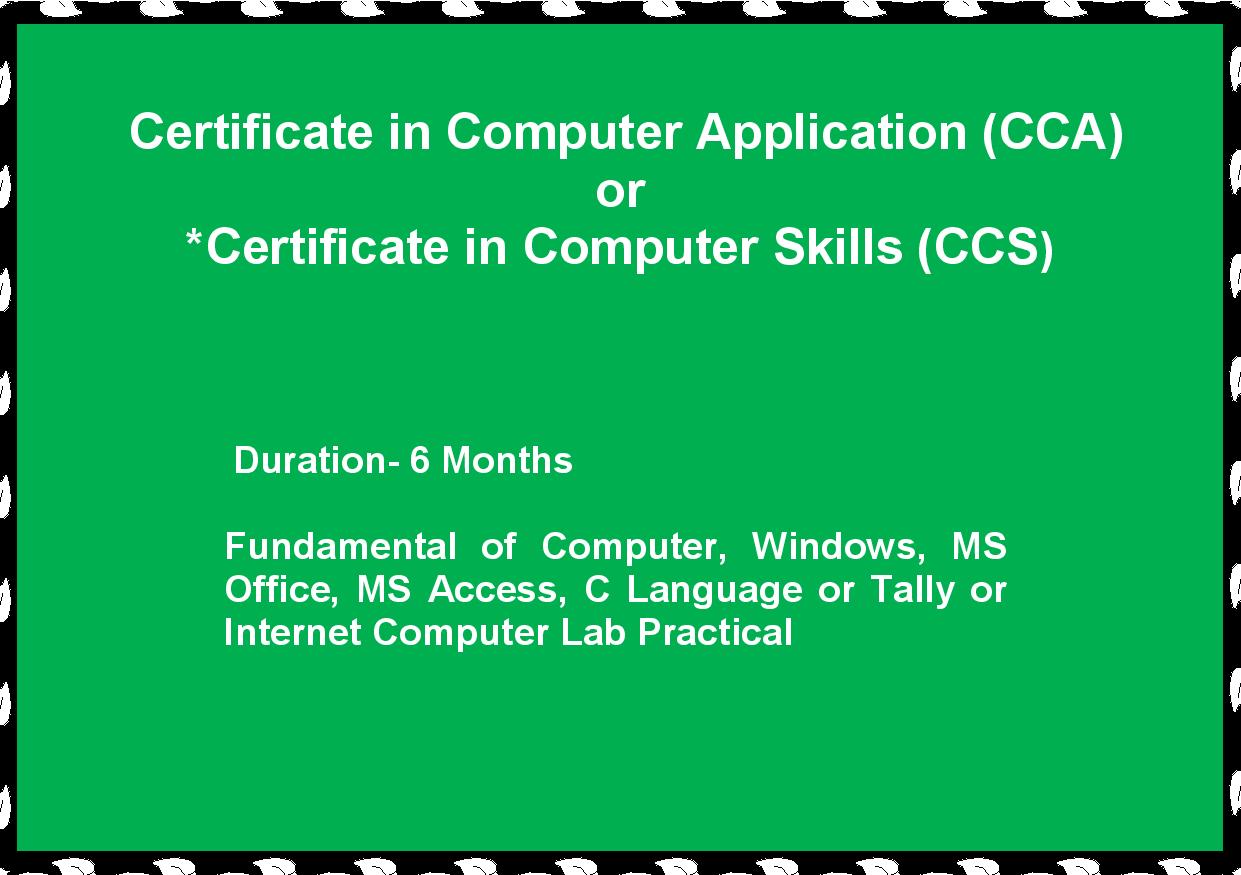 Certificate in Computer Application (CCA)
or
*Certificate in Computer Skills (CCS)
Duration- 6 Months
Fundamental of Computer, Windows, MS
Office, MS Access, C Language or Tally or
Internet Computer Lab Practical